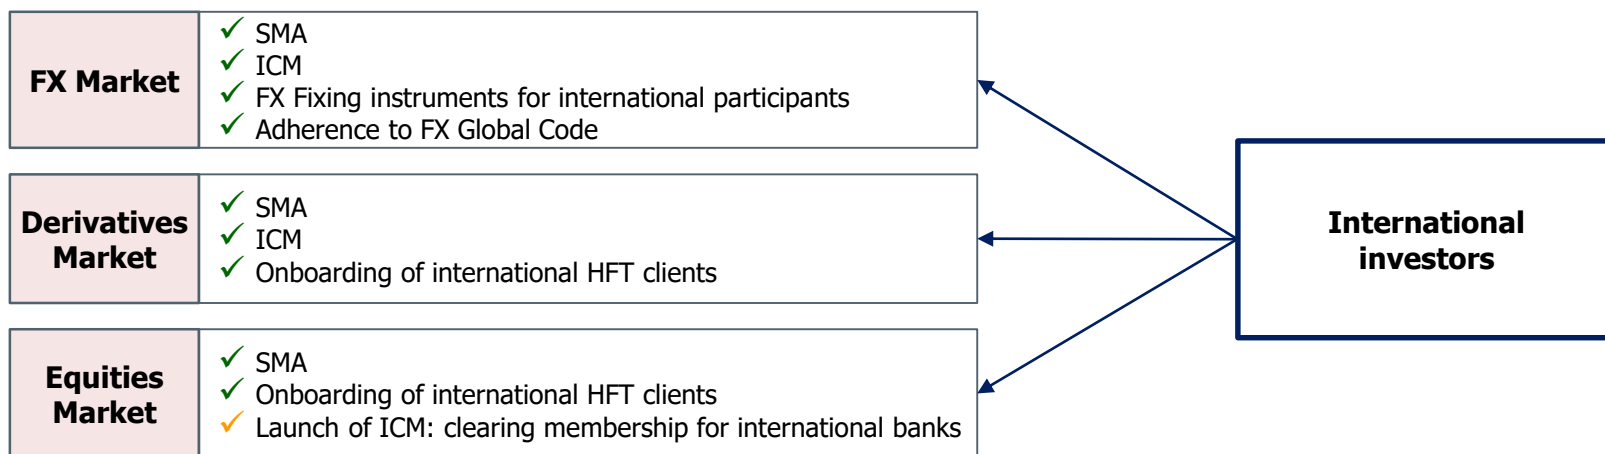 FX Market
SMA
ICM
FX Fixing instruments for international participants
Adherence to FX Global Code
Derivatives
Market
SMA
ICM
Onboarding of international HFT clients
Equities
Market
SMA
Onboarding of international HFT clients
Launch of ICM: clearing membership for international banks
International
investors